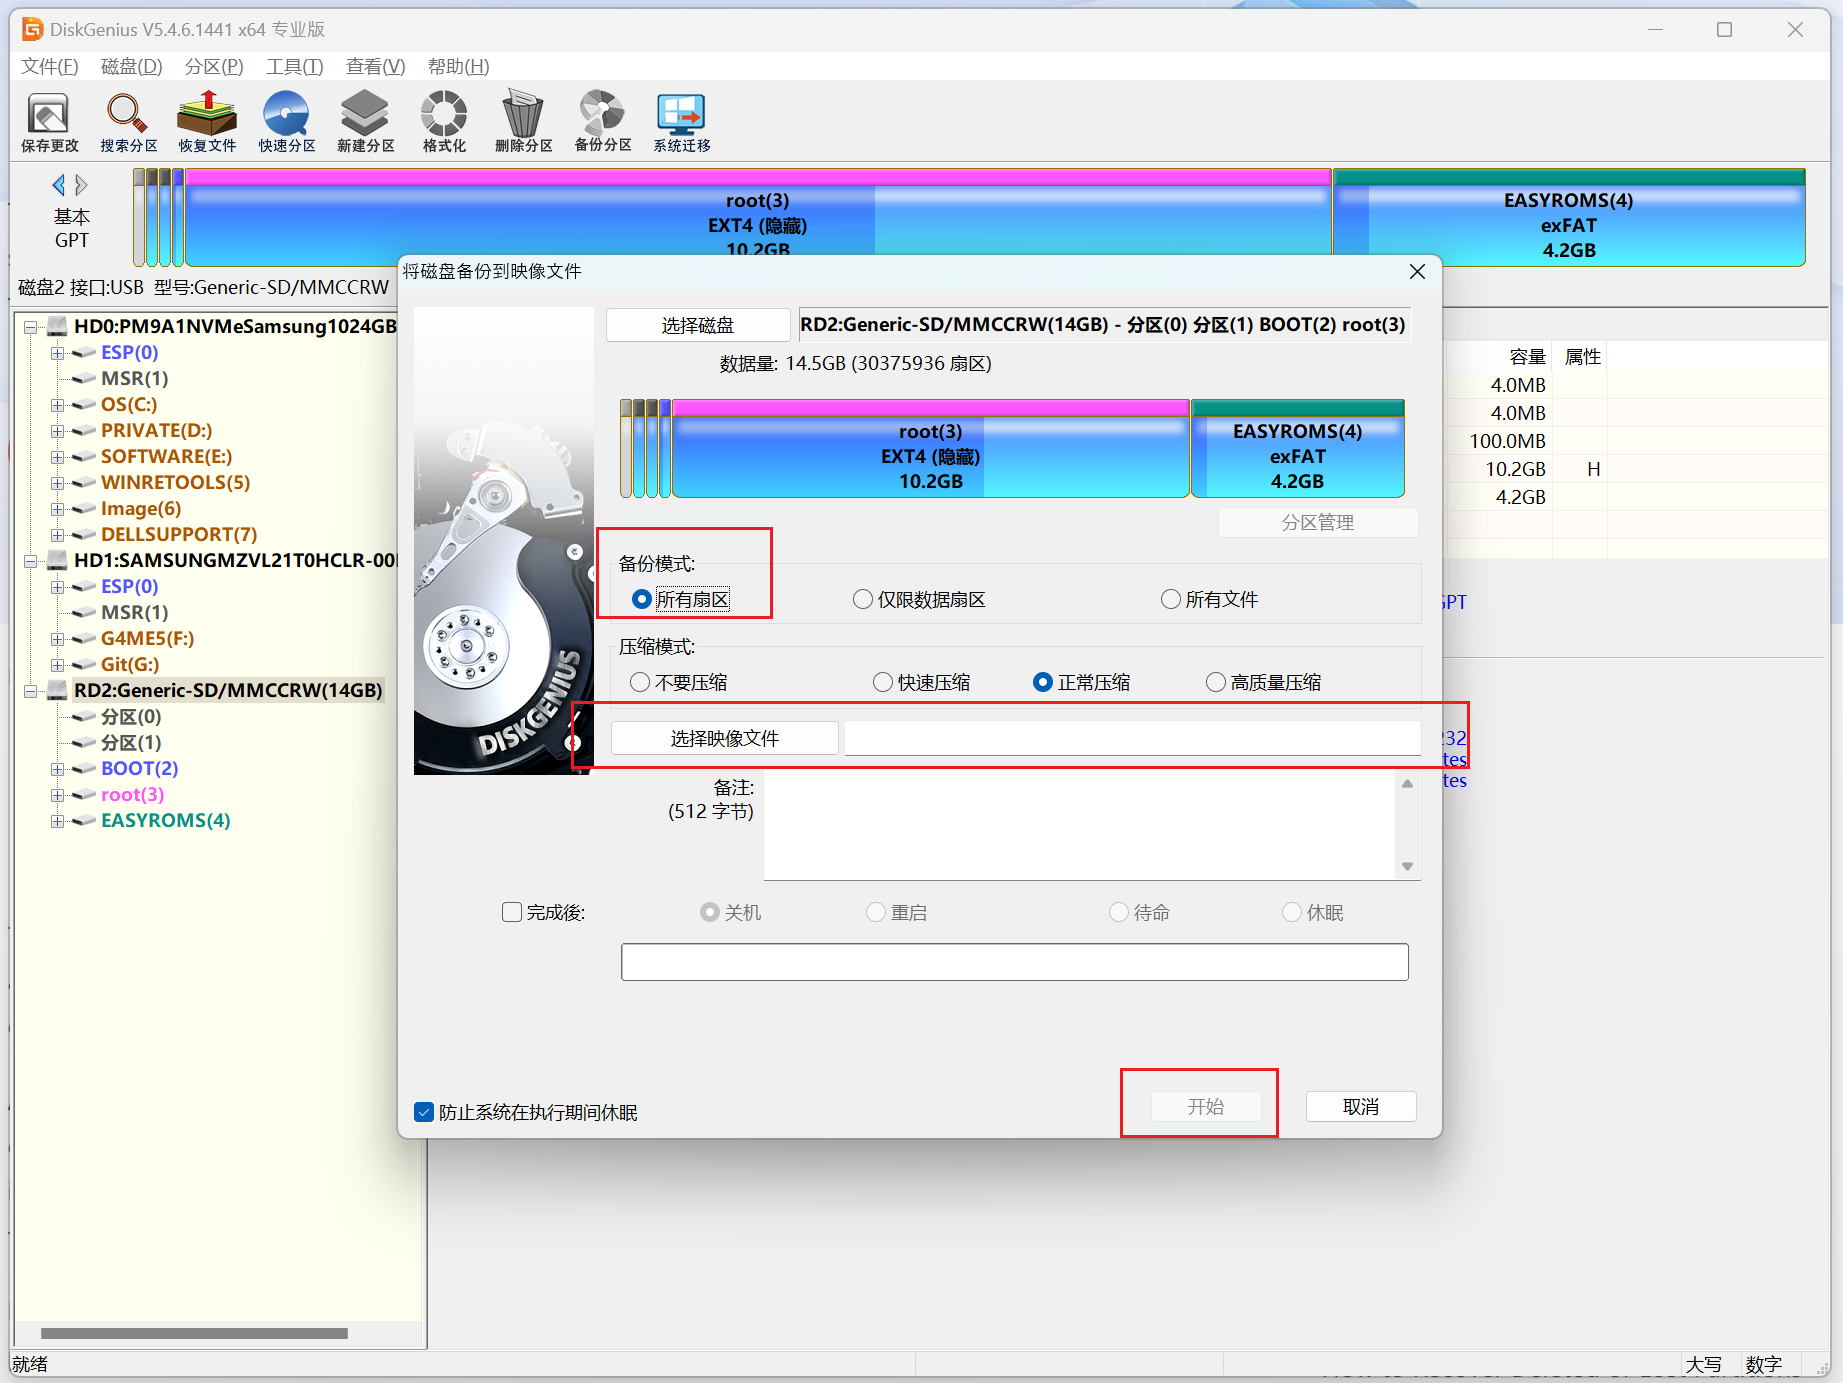 DiskGenius V5.4.6.1441 x64 专业版
文件(F) 磁盘(D) 分区(P) 工具(T) 查看(V) 帮助(H)
保存更改 搜索分区 恢复文件 快速分区 新建分区 格式化 删除分区 备份分区 系统迁移
基本
GPT
root(3)
EXT4 (隐藏)
10.2GB
EASYROMS(4)
exFAT
4.2GB
磁盘2 接口:USB 型号:Generic-SD/MMCCRW
HD0:PM9A1NVMeSamsung1024GB
ESP(0)
MSR(1)
OS(C:)
PRIVATE(D:)
SOFTWARE(E:)
WINRETOOLS(5)
Image(6)
DELLSUPPORT(7)
HD1:SAMSUNGMZVL21T0HCLR-00
ESP(0)
MSR(1)
G4ME5(F:)
Git(G:)
RD2:Generic-SD/MMCCRW(14GB)
分区(0)
分区(1)
BOOT(2)
root(3)
EASYROMS(4)
将磁盘备份到映像文件
选择磁盘 RD2:Generic-SD/MMCCRW(14GB) - 分区(0) 分区(1) BOOT(2) root(3)
数据量: 14.5GB (30375936 扇区)
root(3)
EXT4 (隐藏)
10.2GB
EASYROMS(4)
exFAT
4.2GB
分区管理
备份模式:
所有扇区 仅限数据扇区 所有文件
压缩模式:
不要压缩 快速压缩 正常压缩 高质量压缩
选择映像文件
备注:
(512 字节)
完成後: 关机 重启 待命 休眠
DISKGENIUS
防止系统在执行期间休眠
开始 取消
容量 属性
4.0MB
4.0MB
100.0MB
10.2GB H
4.2GB
GPT
232
tes
tes
就绪
大写 数字